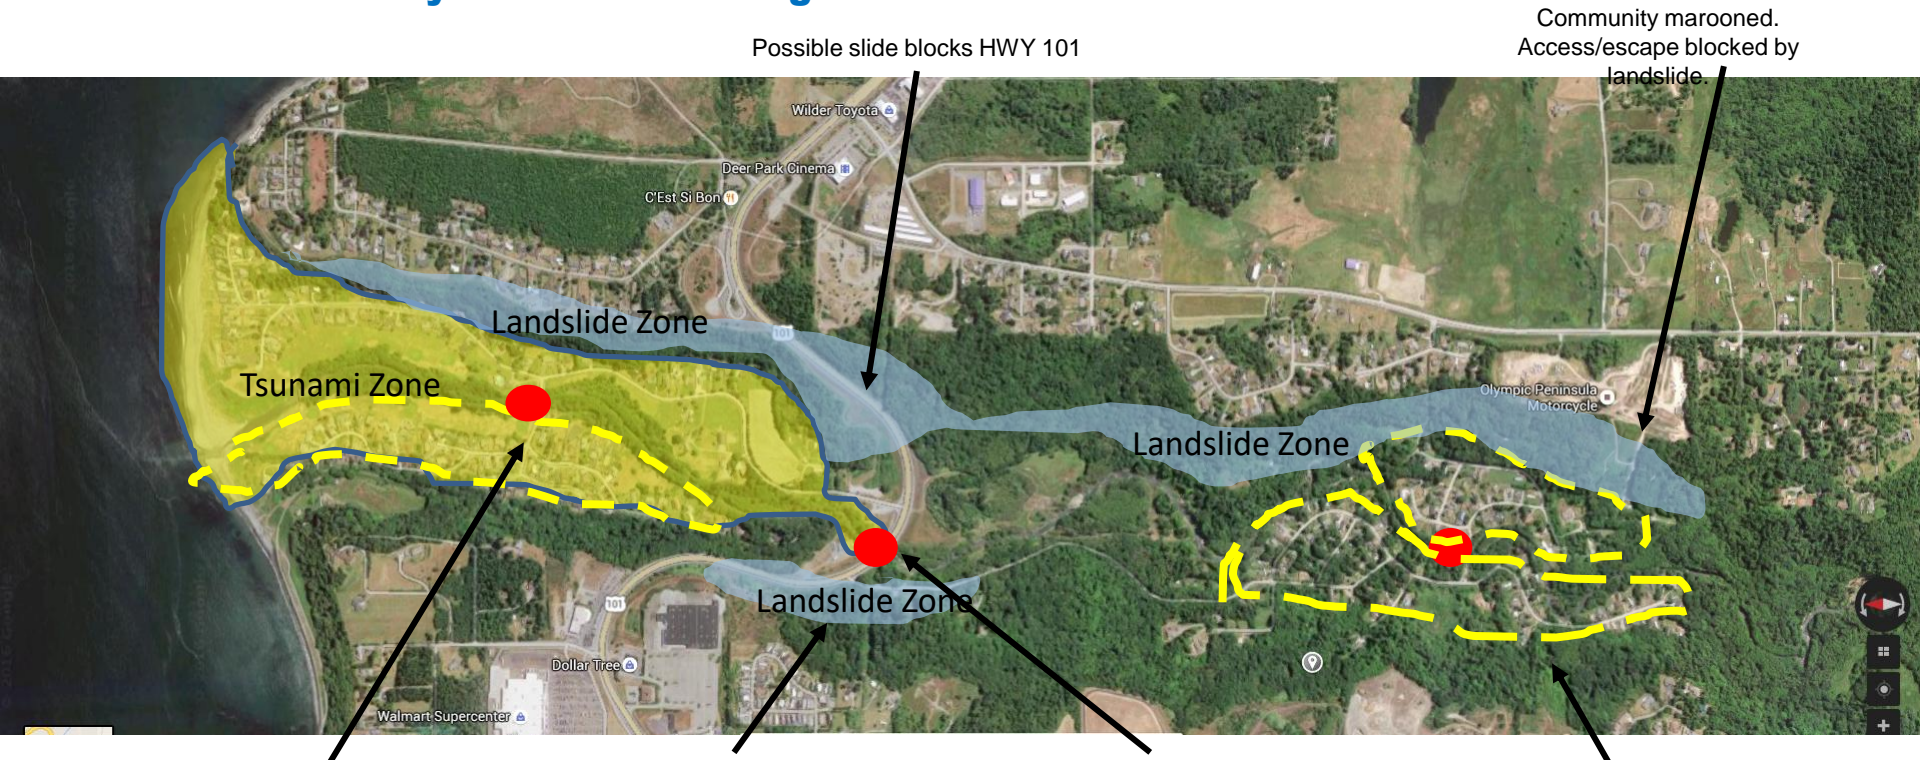 Possible slide blocks HWY 101
Community marooned.
Access/escape blocked by
landslide.
Wilder Toyota
Deer Park Cinema
C'Est Si Bon
101
Landslide Zone
Tsunami Zone
Olympic Peninsula
Motorcycle
Landslide Zone
101
Landslide Zone
Dollar Tree
Walmart Supercenter